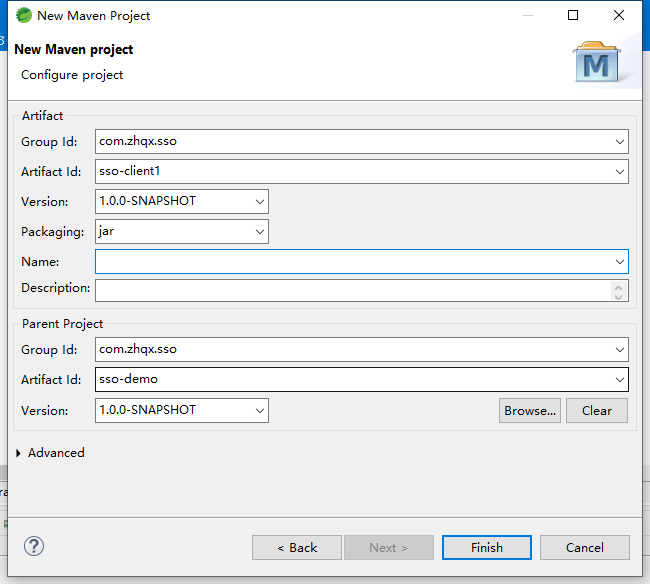 New Maven Project
New Maven project
Configure project
M
Artifact
Group Id: com.zhqx.sso
Artifact Id: sso-client1
Version: 1.0.0-SNAPSHOT
Packaging: jar
Name:
Description:
Parent Project
Group Id: com.zhqx.sso
Artifact Id: sso-demo
Version: 1.0.0-SNAPSHOT Browse... Clear
Advanced
? < Back Next > Finish Cancel